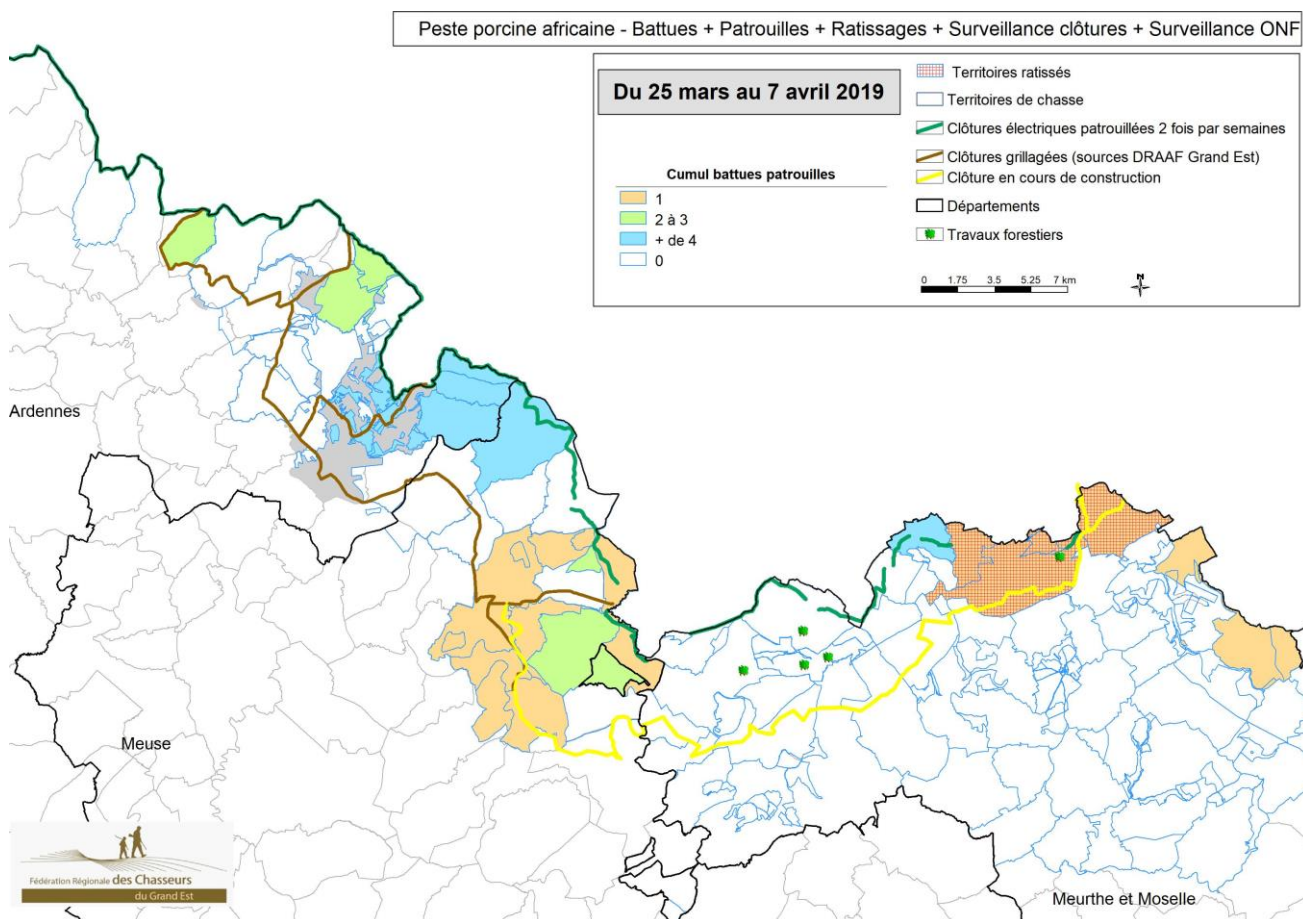 Peste porcine africaine - Battues + Patrouilles + Ratissages + Surveillance clôtures + Surveillance ONF
Du 25 mars au 7 avril 2019
Cumul battues patrouilles
1
2 à 3
+ de 4
0
Territoires ratissés
Territoires de chasse
Clôtures électriques patrouillées 2 fois par semaines
Clôtures grillagées (sources DRAAF Grand Est)
Clôture en cours de construction
Départements
Travaux forestiers
0 1.75 3.5 5.25 7 km
N
Ardennes
Meuse
Meurthe et Moselle
Fédération Régionale des Chasseurs
du Grand Est